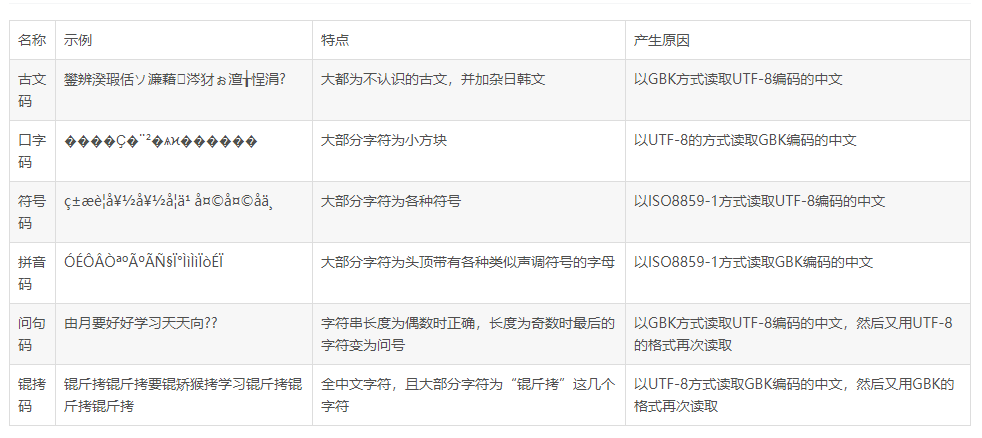 名称 示例 特点 产生原因
古文码 鐢辨湀瑕佸ソ濂藉涔犲ぉ澶╁悜涓? 大都为不认识的古文，并加杂日韩文 以GBK方式读取UTF-8编码的中文
口字码 ����Ç�¨²�ѧϰ������ 大部分字符为小方块 以UTF-8的方式读取GBK编码的中文
符号码 大部分字符为各种符号 以ISO8859-1方式读取UTF-8编码的中文
拼音码 ÓÉÔÂÒªºÃºÃÑ§Ï°ÌìÌìÏòÉÏ 大部分字符为头顶带有各种类似声调符号的字母 以ISO8859-1方式读取GBK编码的中文
问句码 由月要好好学习天天向?? 字符串长度为偶数时正确，长度为奇数时最后的
字符变为问号 以GBK方式读取UTF-8编码的中文，然后又用UTF-8
的格式再次读取
锟拷码 锟斤拷锟斤拷要锟矫猴拷学习锟斤拷锟
斤拷锟斤拷 全中文字符，且大部分字符为“锟斤拷”这几个
字符 以UTF-8方式读取GBK编码的中文，然后又用GBK的
格式再次读取